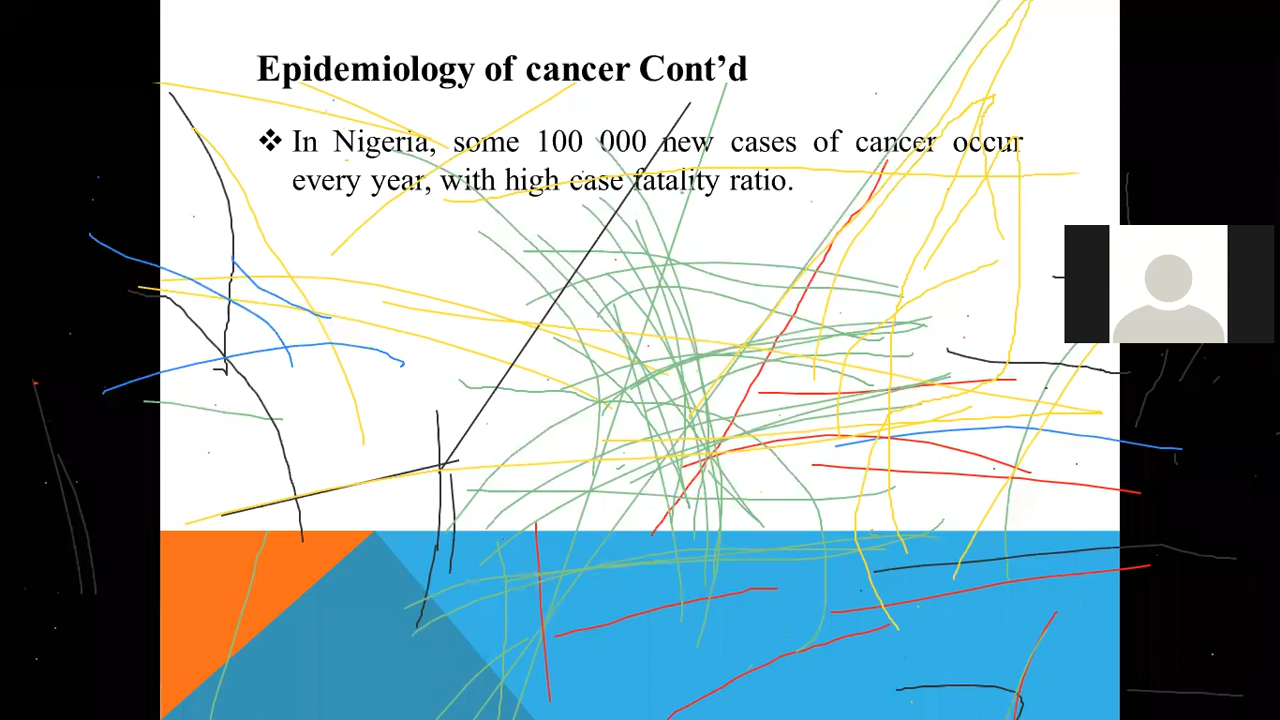 Epidemiology of cancer Cont’d
❖ In Nigeria, some 100 000 new cases of cancer occur
every year, with high case fatality ratio.